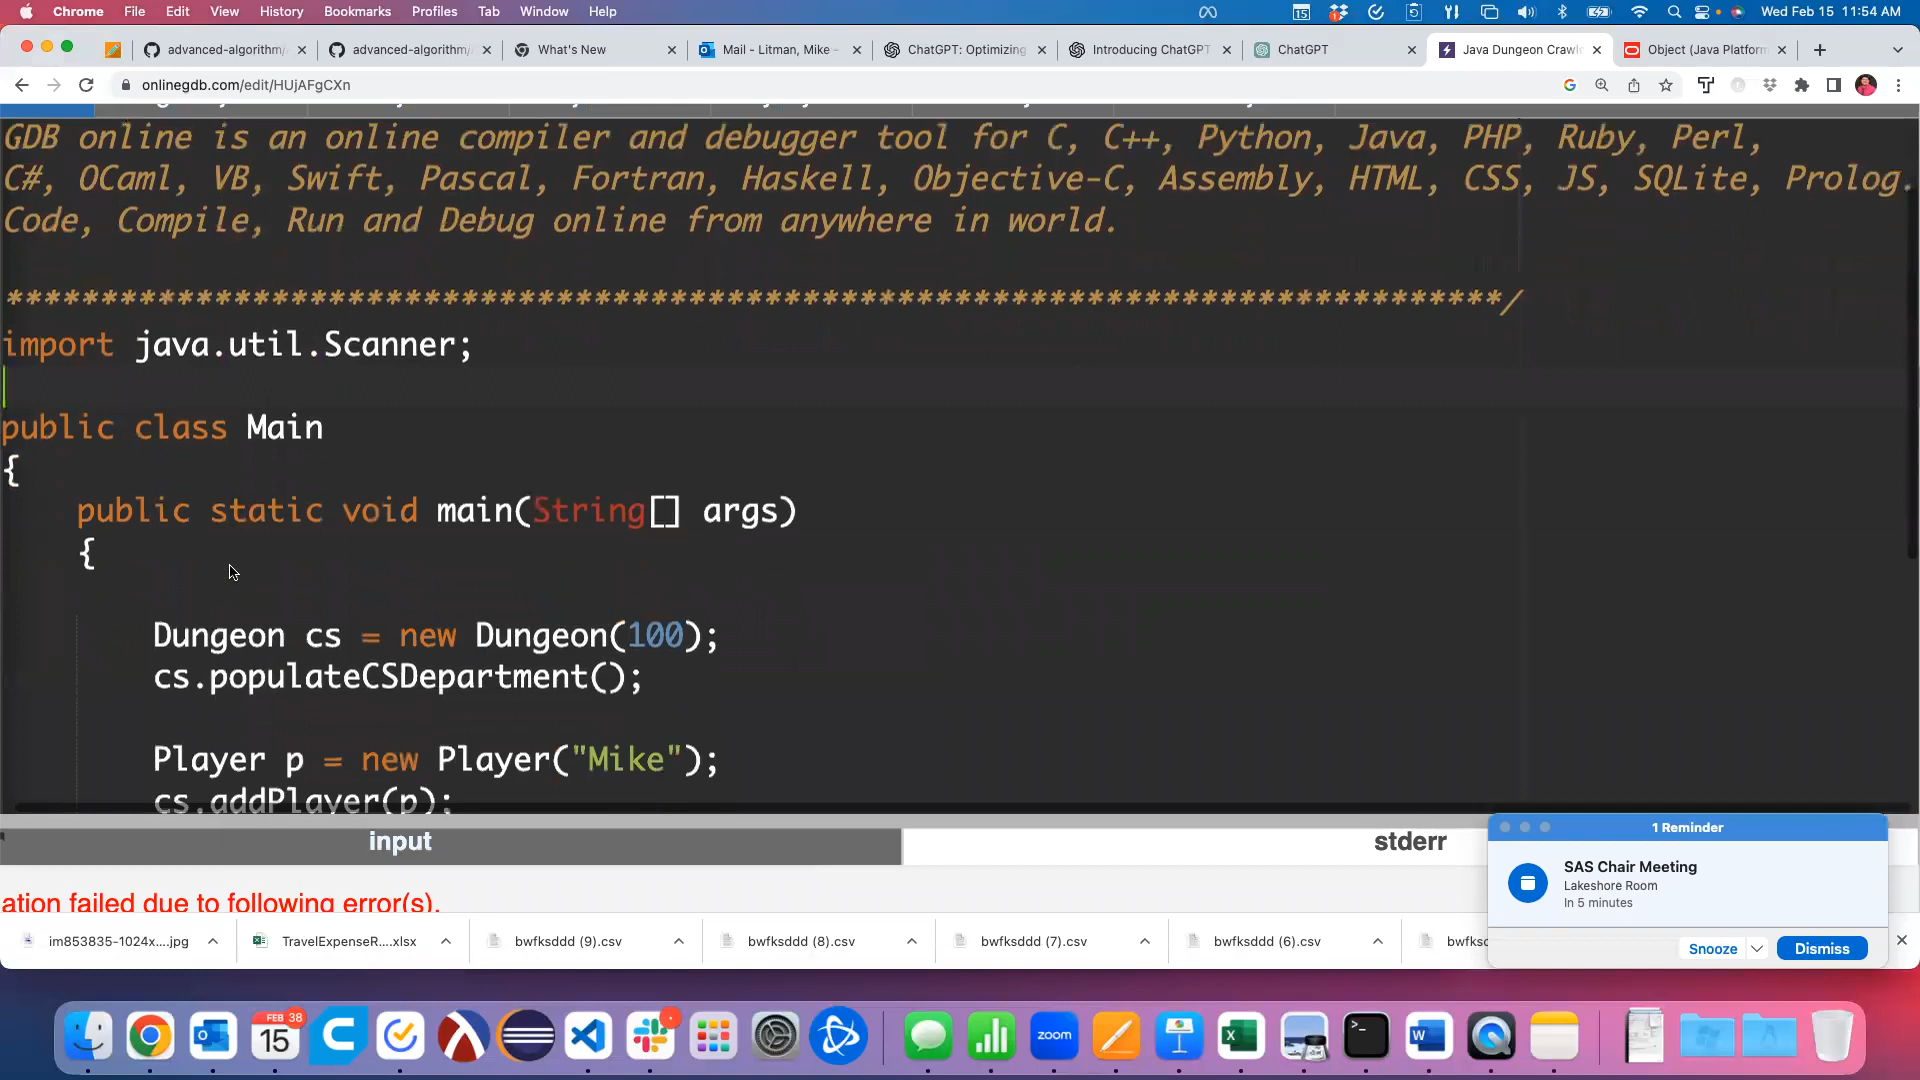 Chrome File Edit View History Bookmarks Profiles Tab Window Help 15 Wed Feb 15 11:54 AM
advanced-algorithm/ advanced-algorithm/ What's New Mail - Litman, Mike - ChatGPT: Optimizing Introducing ChatGPT ChatGPT Java Dungeon Crawl Object (Java Platform
onlinegdb.com/edit/HUjAFgCXn
GDB online is an online compiler and debugger tool for C, C++, Python, Java, PHP, Ruby, Perl,
C#, OCaml, VB, Swift, Pascal, Fortran, Haskell, Objective-C, Assembly, HTML, CSS, JS, SQLite, Prolog.
Code, Compile, Run and Debug online from anywhere in world.
*******************************************************************************/
import java.util.Scanner;
public class Main
{
public static void main(String[] args)
{
Dungeon cs = new Dungeon(100);
cs.populateCSDepartment();
Player p = new Player("Mike");
cs.addPlayer(p);
input stderr
ation failed due to following error(s).
1 Reminder
SAS Chair Meeting
Lakeshore Room
In 5 minutes
Snooze Dismiss
im853835-1024x....jpg TravelExpenseR....xlsx bwfksddd (9).csv bwfksddd (8).csv bwfksddd (7).csv bwfksddd (6).csv bwfksc
FEB 38
15
zoom